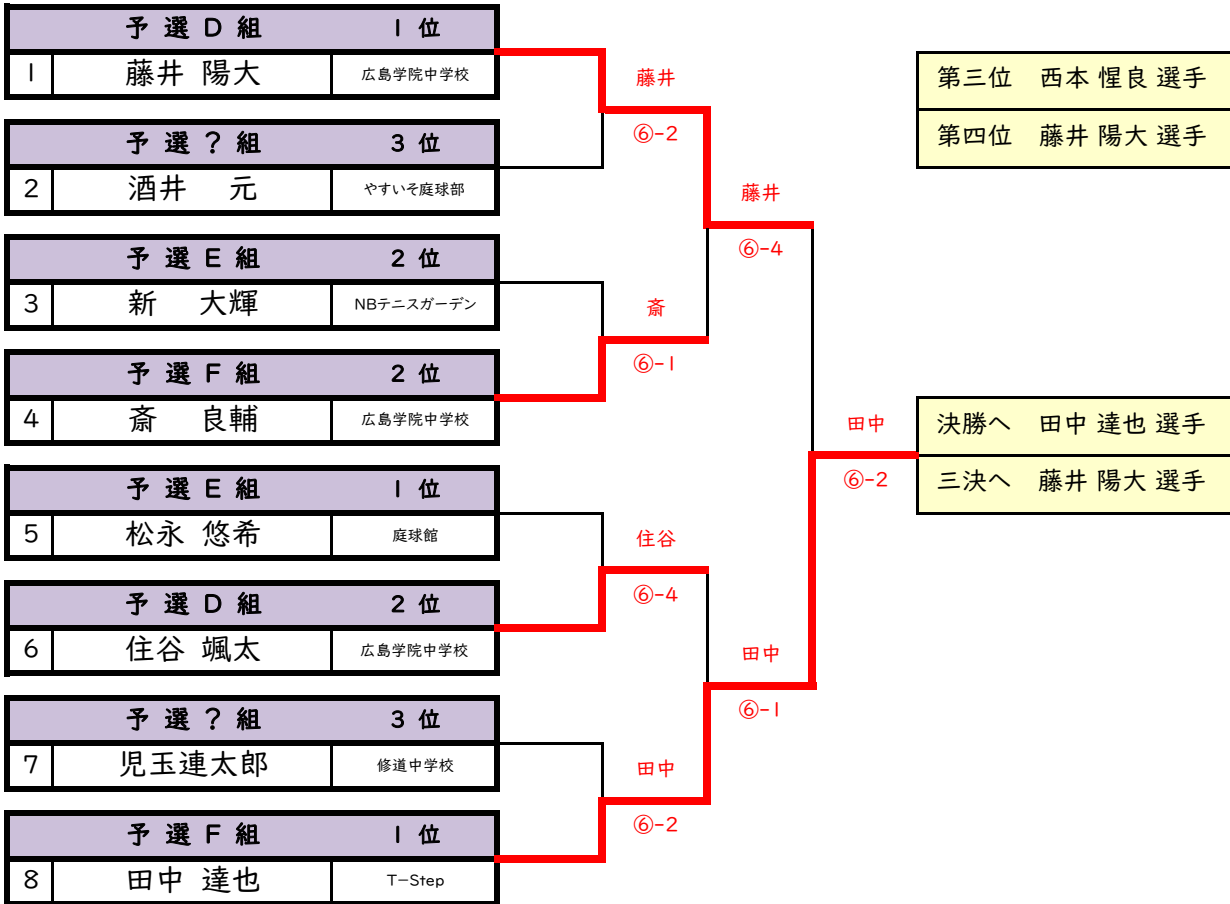 予選D組 1位
1 藤井 陽大 広島学院中学校
予選?組 3位
2 酒井 元 やすいそ庭球部
予選E組 2位
3 新 大輝 NBテニスガーデン
予選F組 2位
4 斎 良輔 広島学院中学校
予選E組 1位
5 松永 悠希 庭球館
予選D組 2位
6 住谷 颯太 広島学院中学校
予選?組 3位
7 児玉連太郎 修道中学校
予選F組 1位
8 田中 達也 T-Step
藤井
⑥-2
斎
⑥-1
住谷
⑥-4
田中
⑥-2
藤井
⑥-4
田中
⑥-1
田中
⑥-2
第三位 西本 惺良 選手
第四位 藤井 陽大 選手
決勝へ 田中 達也 選手
三決へ 藤井 陽大 選手